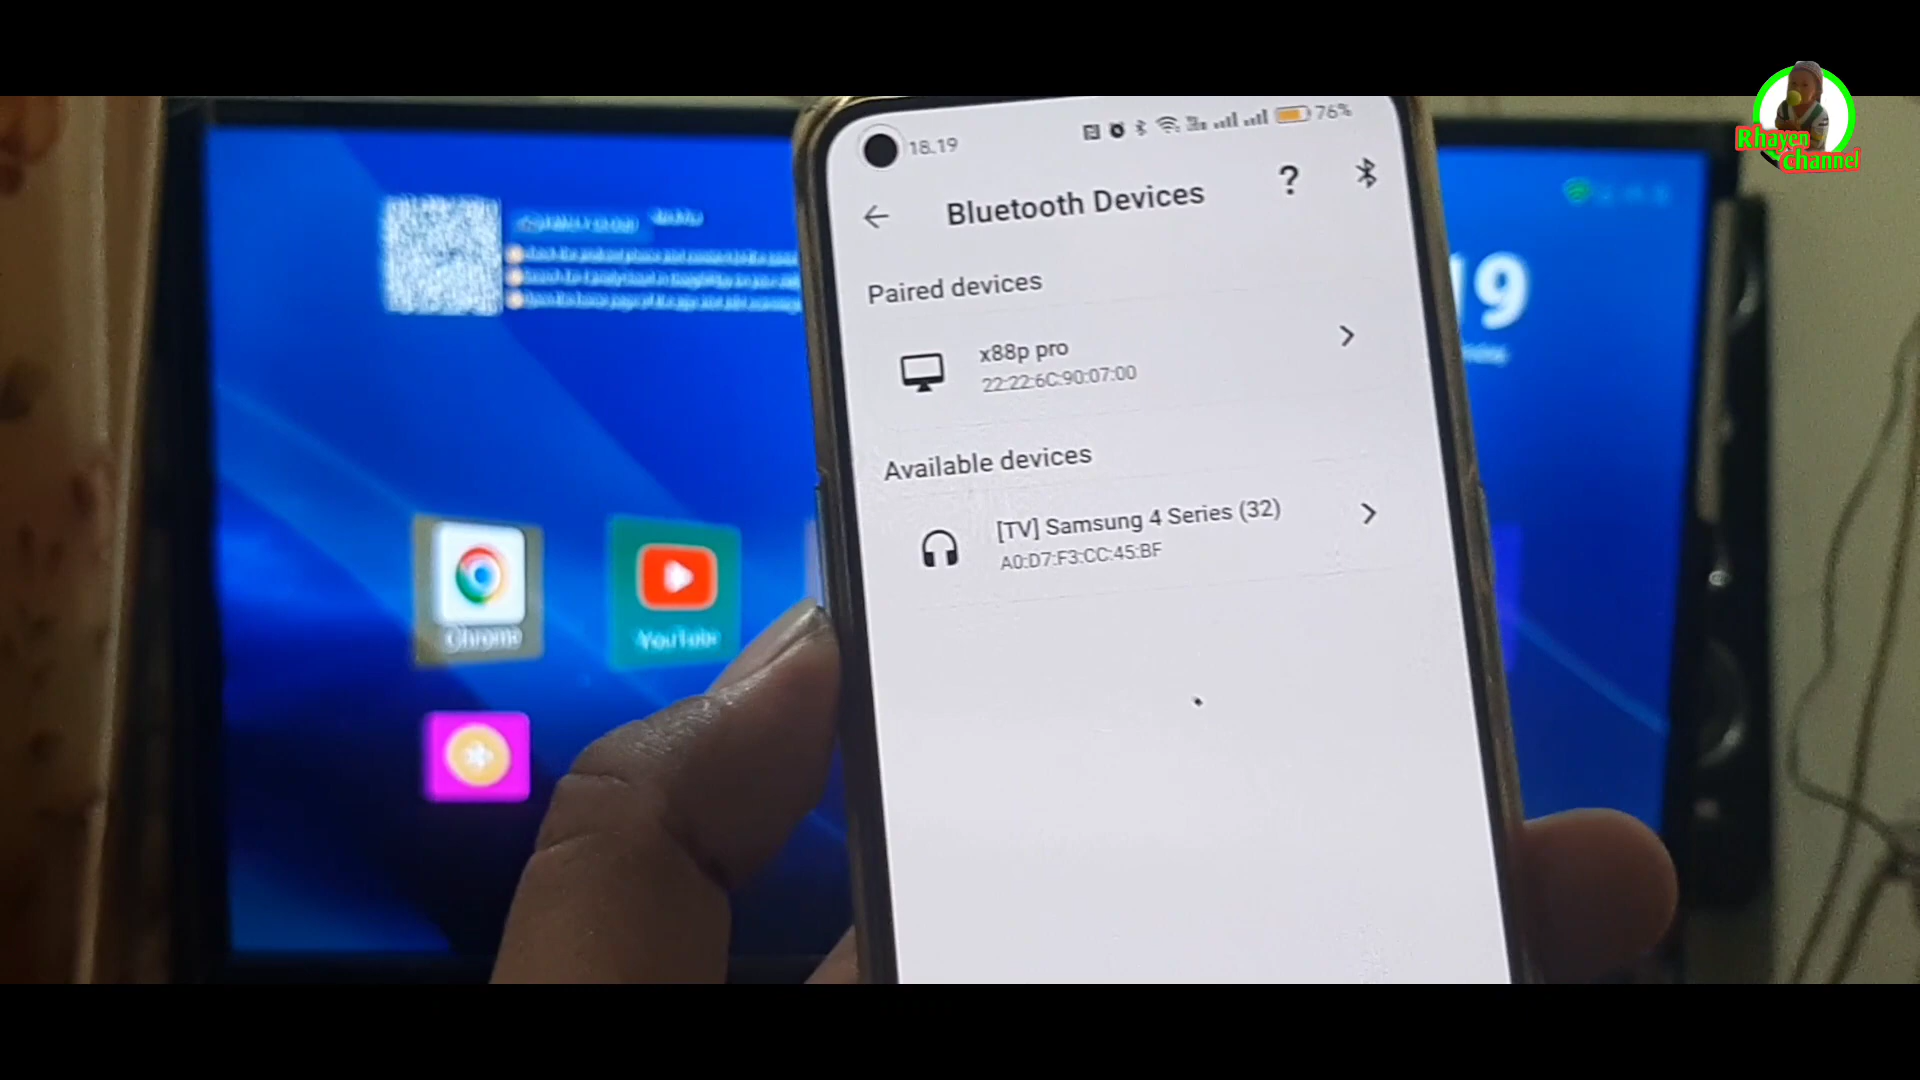 Rhayen
channel
18.19
76%
?
Bluetooth Devices
Paired devices
x88p pro
22:22:6C:90:07:00
Available devices
[TV] Samsung 4 Series (32)
A0:D7:F3:CC:45:BF
19
Chrome
YouTube